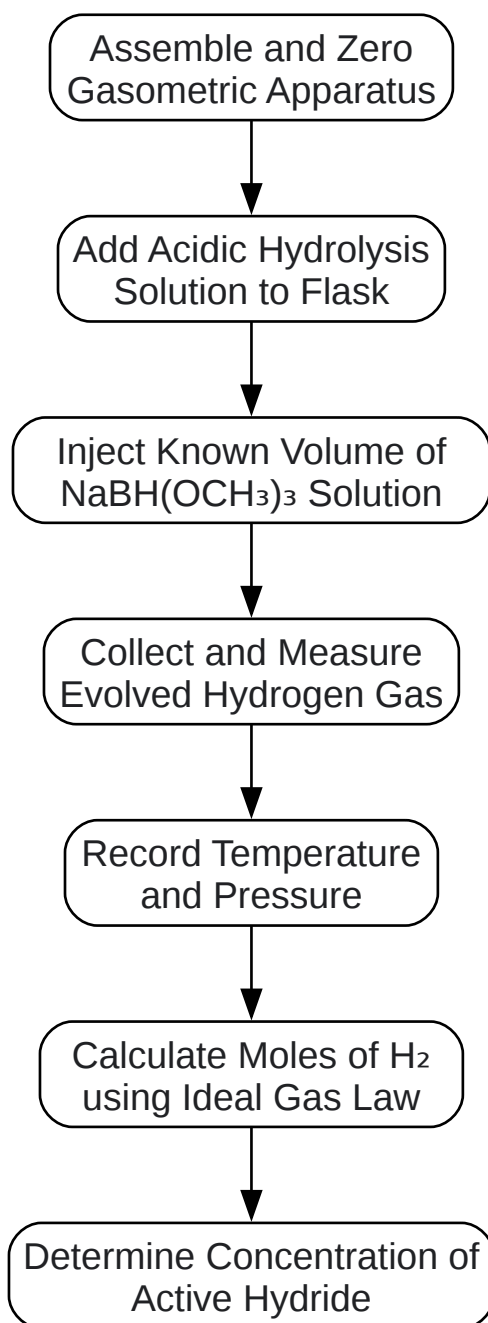 Assemble and Zero
Gasometric Apparatus
Add Acidic Hydrolysis
Solution to Flask
Inject Known Volume of
NaBH(OCH₃)₃ Solution
Collect and Measure
Evolved Hydrogen Gas
Record Temperature
and Pressure
Calculate Moles of H₂
using Ideal Gas Law
Determine Concentration of
Active Hydride